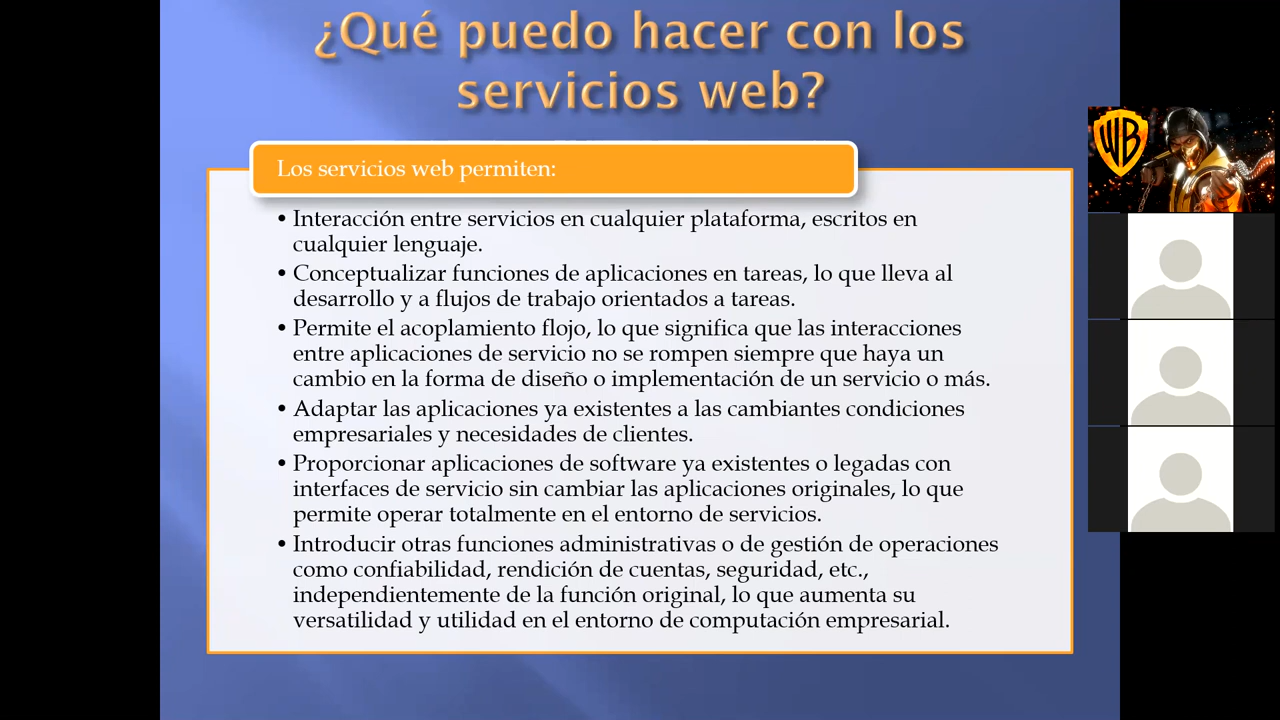 ¿Qué puedo hacer con los
servicios web?
Los servicios web permiten:
• Interacción entre servicios en cualquier plataforma, escritos en
cualquier lenguaje.
• Conceptualizar funciones de aplicaciones en tareas, lo que lleva al
desarrollo y a flujos de trabajo orientados a tareas.
• Permite el acoplamiento flojo, lo que significa que las interacciones
entre aplicaciones de servicio no se rompen siempre que haya un
cambio en la forma de diseño o implementación de un servicio o más.
• Adaptar las aplicaciones ya existentes a las cambiantes condiciones
empresariales y necesidades de clientes.
• Proporcionar aplicaciones de software ya existentes o legadas con
interfaces de servicio sin cambiar las aplicaciones originales, lo que
permite operar totalmente en el entorno de servicios.
• Introducir otras funciones administrativas o de gestión de operaciones
como confiabilidad, rendición de cuentas, seguridad, etc.,
independientemente de la función original, lo que aumenta su
versatilidad y utilidad en el entorno de computación empresarial.
WB